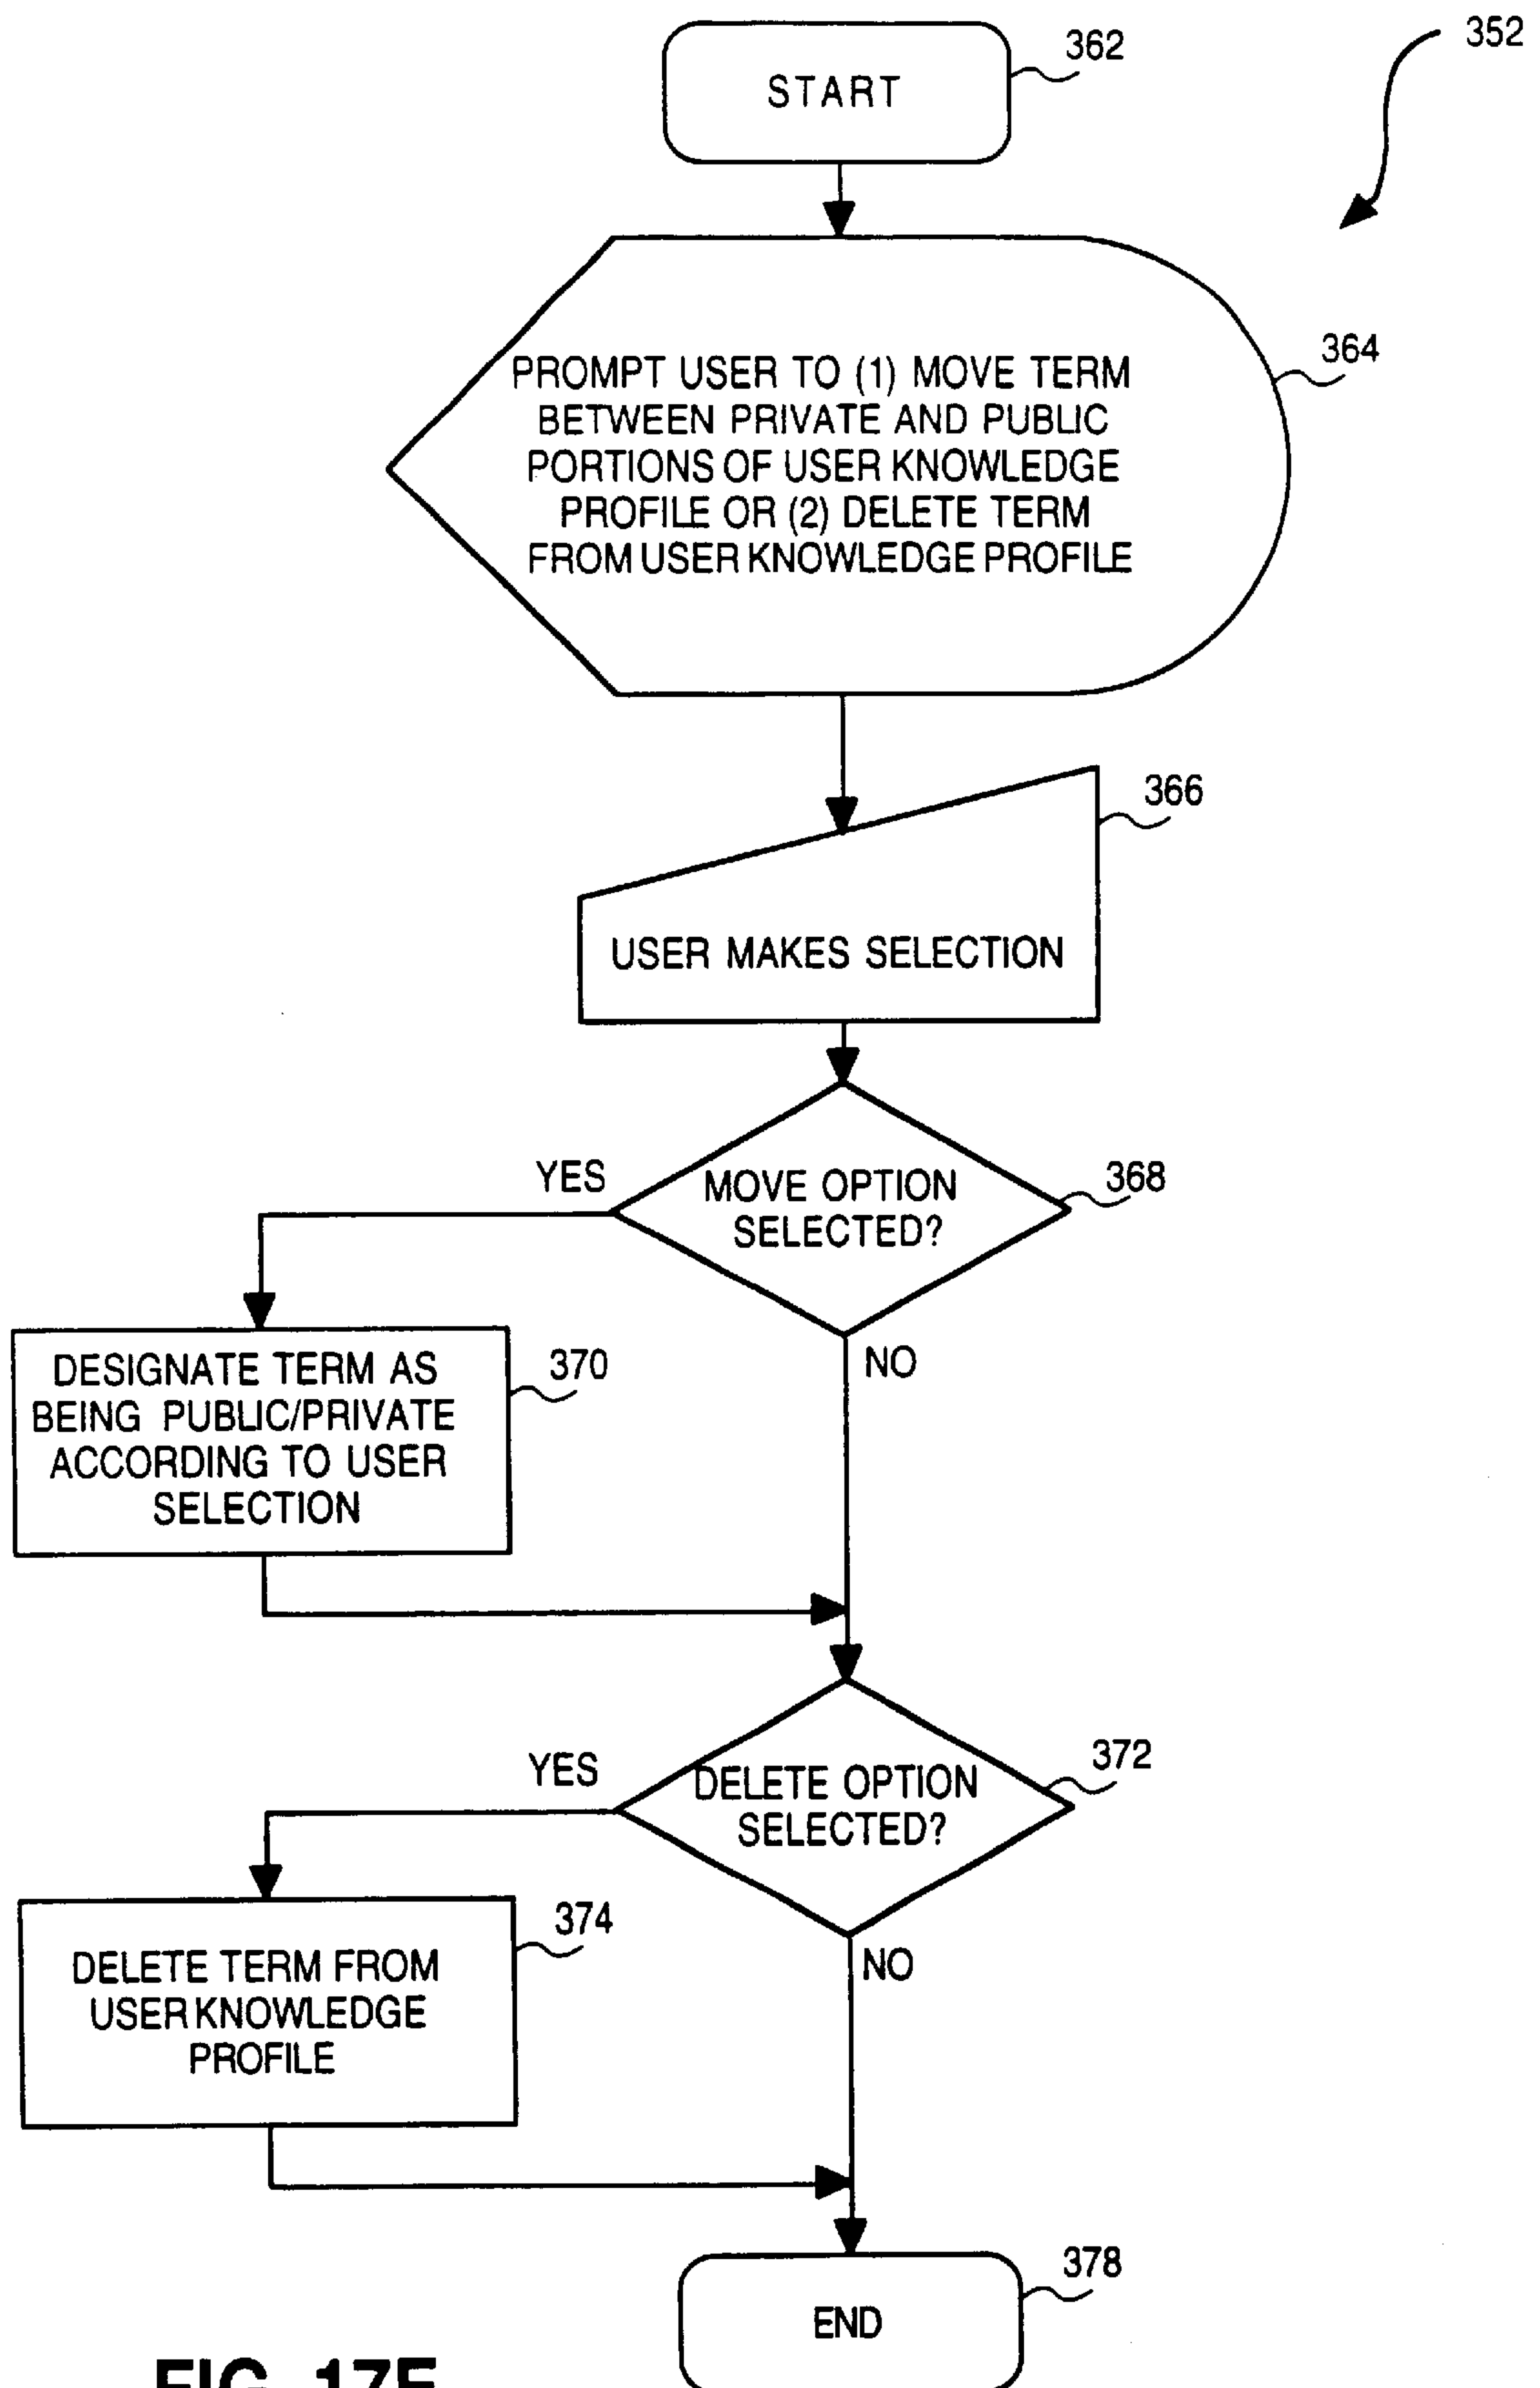 352
362
START
364
PROMPT USER TO (1) MOVE TERM
BETWEEN PRIVATE AND PUBLIC
PORTIONS OF USER KNOWLEDGE
PROFILE OR (2) DELETE TERM
FROM USER KNOWLEDGE PROFILE
366
USER MAKES SELECTION
YES
MOVE OPTION
SELECTED?
368
NO
370
DESIGNATE TERM AS
BEING PUBLIC/PRIVATE
ACCORDING TO USER
SELECTION
YES
DELETE OPTION
SELECTED?
372
NO
374
DELETE TERM FROM
USER KNOWLEDGE
PROFILE
378
END
FIG. 17E